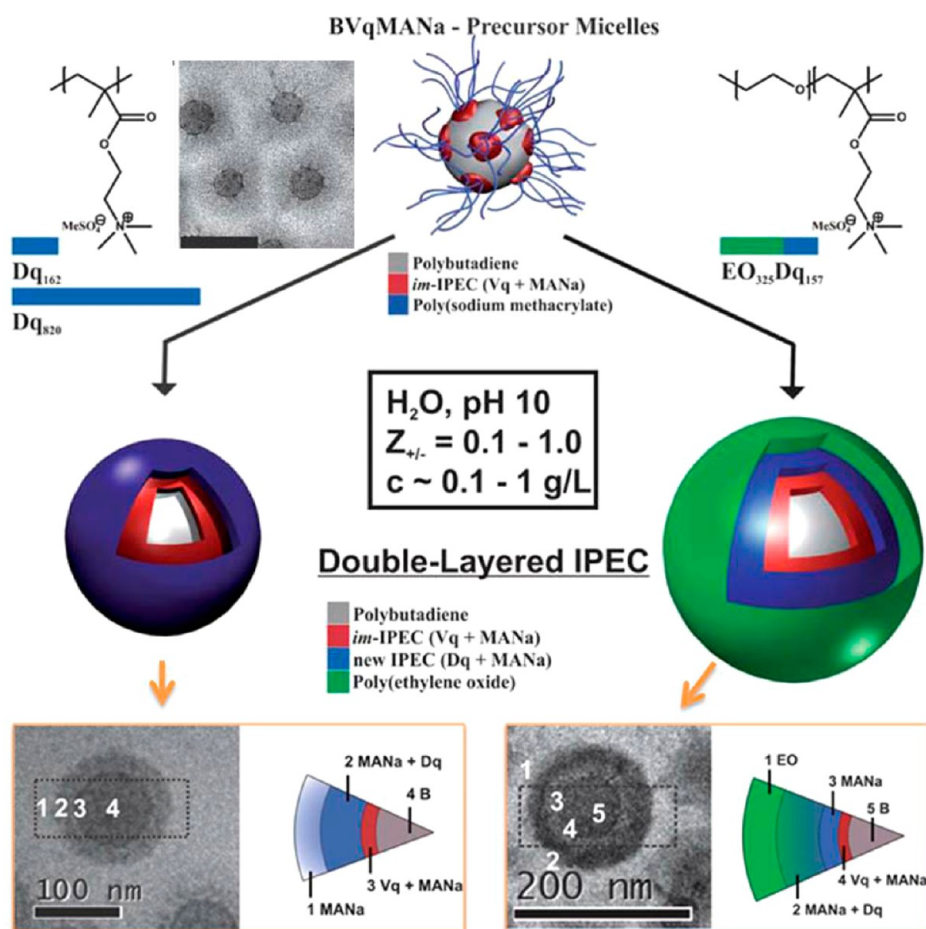 BVqMANa - Precursor Micelles
O
O
N
⊕
MeSO₄⊖
Dq₁₆₂
Dq₈₂₀
Polybutadiene
im-IPEC (Vq + MANa)
Poly(sodium methacrylate)
O
O
O
N
⊕
MeSO₄⊖
EO₃₂₅Dq₁₅₇
H₂O, pH 10
Z₊/₋ = 0.1 - 1.0
c ~ 0.1 - 1 g/L
Double-Layered IPEC
Polybutadiene
im-IPEC (Vq + MANa)
new IPEC (Dq + MANa)
Poly(ethylene oxide)
1 2 3 4
100 nm
2 MANa + Dq
4 B
3 Vq + MANa
1 MANa
1
3
5
4
2
200 nm
1 EO
3 MANa
5 B
4 Vq + MANa
2 MANa + Dq